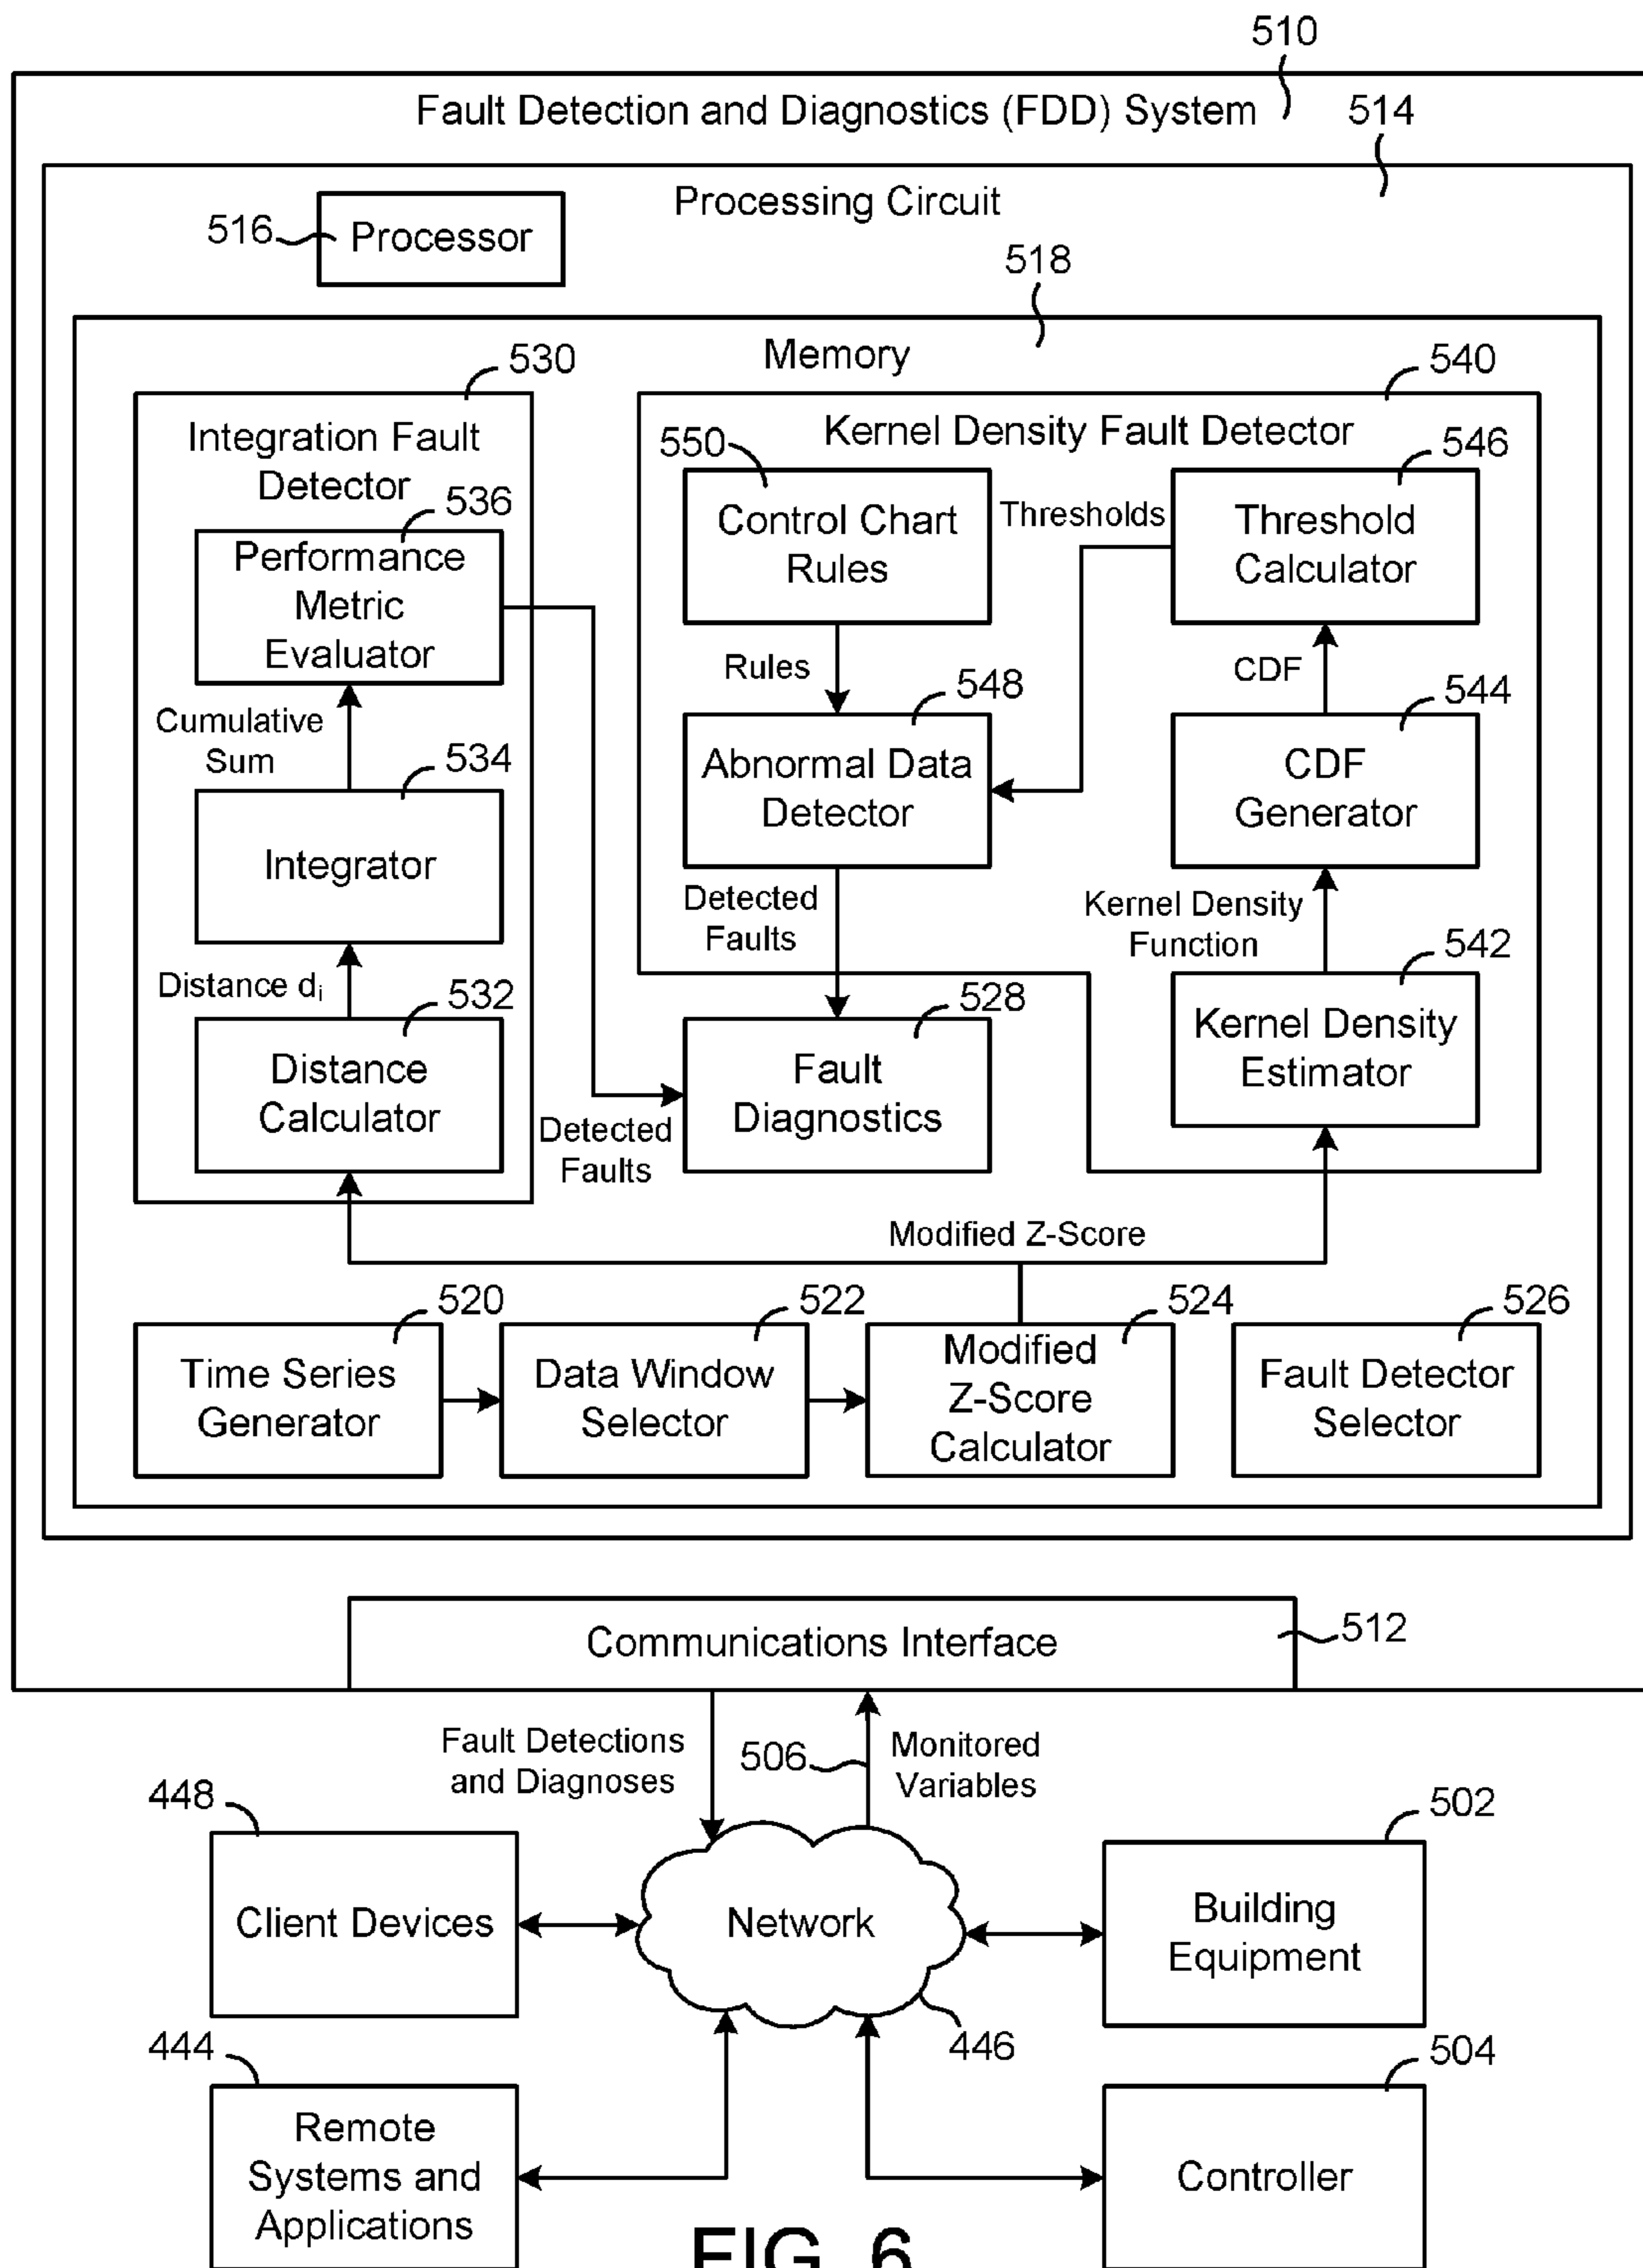 510
Fault Detection and Diagnostics (FDD) System
514
Processing Circuit
516
Processor
518
Memory
530
Integration Fault
Detector
536
Performance
Metric
Evaluator
Cumulative
Sum
534
Integrator
Distance di
532
Distance
Calculator
540
Kernel Density Fault Detector
550
Control Chart
Rules
Thresholds
546
Threshold
Calculator
Rules
CDF
548
Abnormal Data
Detector
544
CDF
Generator
Detected
Faults
Kernel Density
Function
542
Kernel Density
Estimator
528
Fault
Diagnostics
Detected
Faults
Modified Z-Score
520
Time Series
Generator
522
Data Window
Selector
524
Modified
Z-Score
Calculator
526
Fault Detector
Selector
Communications Interface
512
Fault Detections
and Diagnoses
506
Monitored
Variables
448
Client Devices
Network
446
502
Building
Equipment
444
Remote
Systems and
Applications
504
Controller
FIG. 6